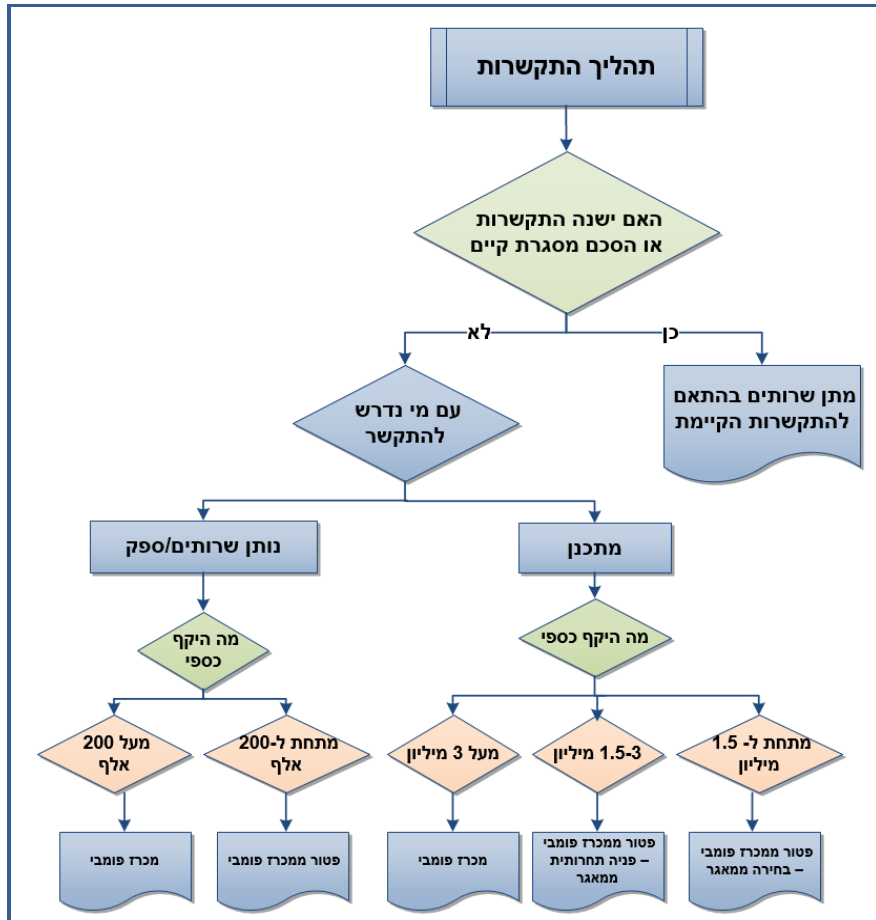 תהליך התקשרות
האם ישנה התקשרות
או הסכם מסגרת קיים
כן
לא
מתן שרותים בהתאם
להתקשרות הקיימת
עם מי נדרש
להתקשר
מתכנן
נותן שרותים/ספק
מה היקף כספי
מה היקף
כספי
מתחת ל- 1.5
מיליון
1.5-3 מיליון
מעל 3 מיליון
מתחת ל-200
אלף
מעל 200
אלף
פטור ממכרז פומבי
– בחירה ממאגר
פטור ממכרז פומבי
– פניה תחרותית
ממאגר
מכרז פומבי
פטור ממכרז פומבי
מכרז פומבי